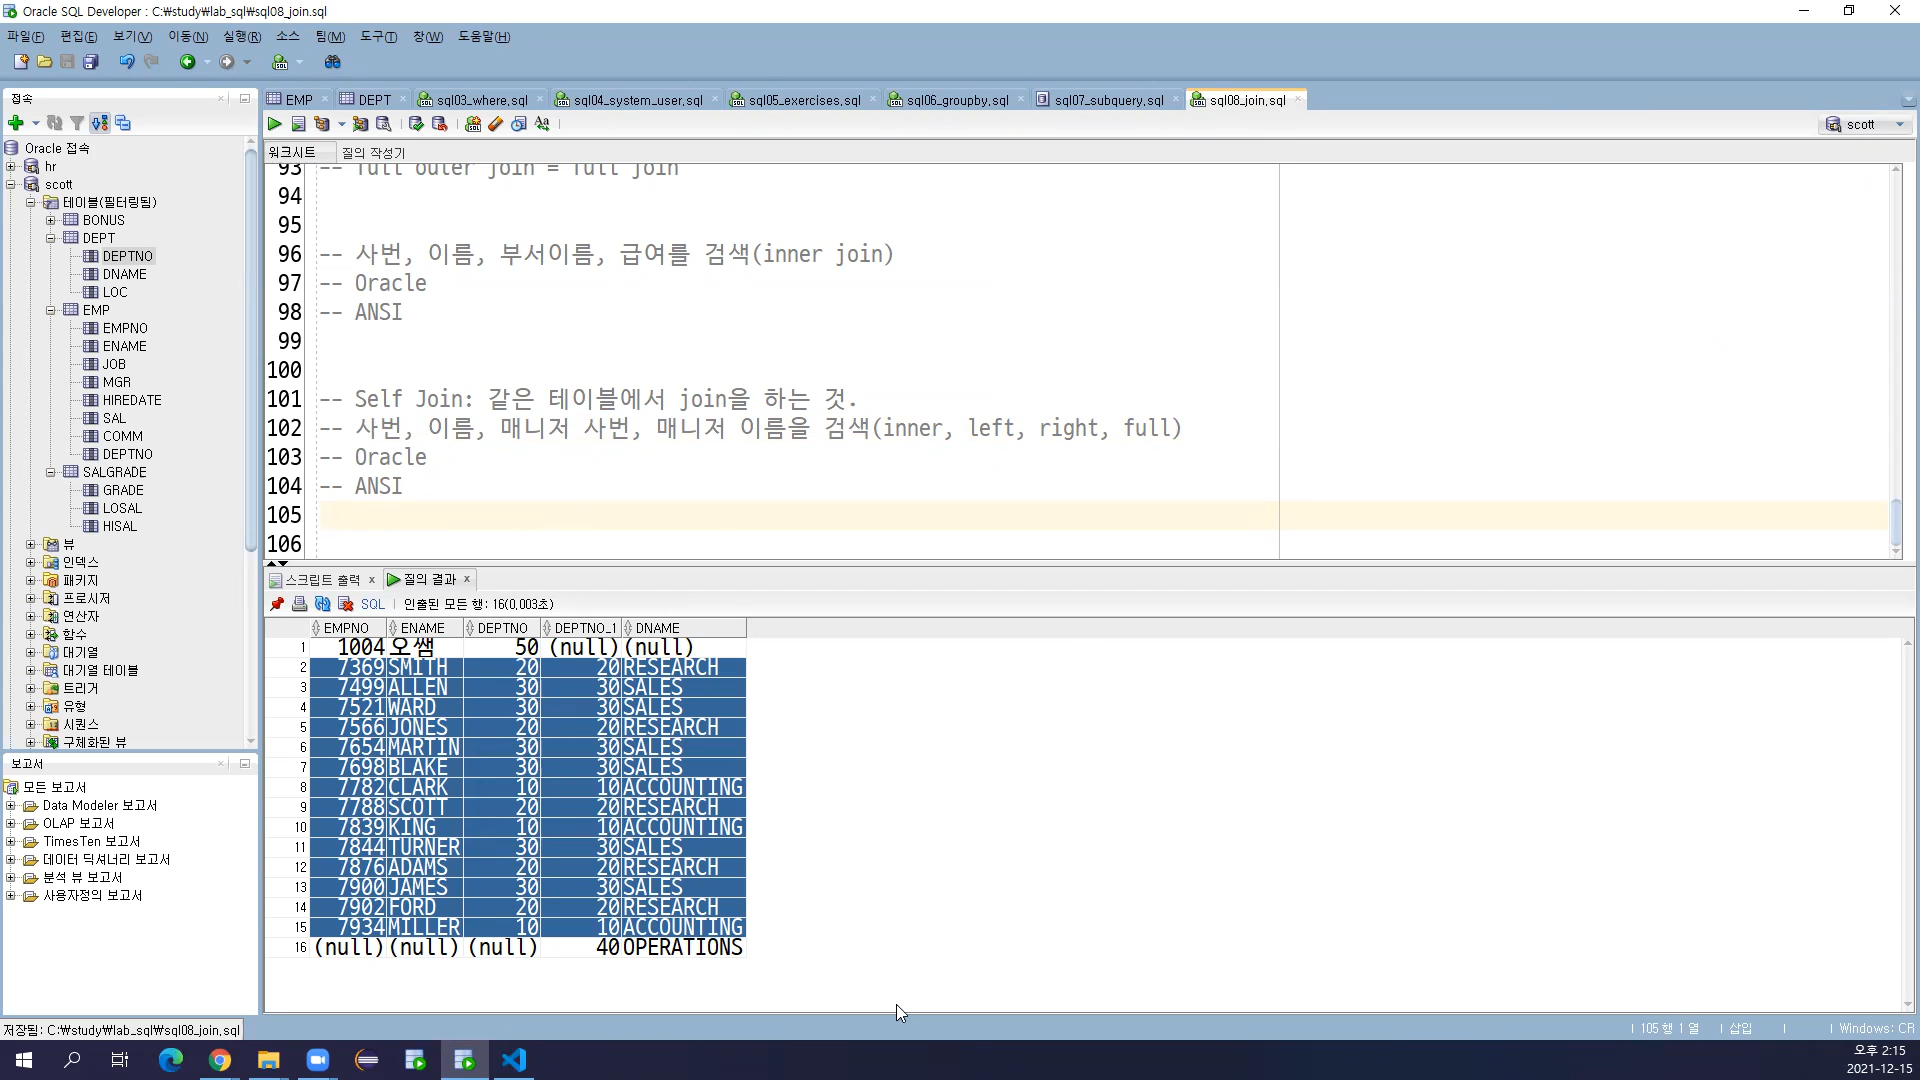 Oracle SQL Developer : C:₩study₩lab_sql₩sql08_join.sql
파일(F) 편집(E) 보기(V) 이동(N) 실행(R) 소스 팀(M) 도구(T) 창(W) 도움말(H)
접속
EMP DEPT sql03_where.sql sql04_system_user.sql sql05_exercises.sql sql06_groupby.sql sql07_subquery.sql sql08_join.sql
scott
워크시트 질의 작성기
Oracle 접속
hr
scott
테이블(필터링됨)
BONUS
DEPT
DEPTNO
DNAME
LOC
EMP
EMPNO
ENAME
JOB
MGR
HIREDATE
SAL
COMM
DEPTNO
SALGRADE
GRADE
LOSAL
HISAL
뷰
인덱스
패키지
프로시저
연산자
함수
대기열
대기열 테이블
트리거
유형
시퀀스
구체화된 뷰
93 -- full outer join = full join
94
95
96 -- 사번, 이름, 부서이름, 급여를 검색(inner join)
97 -- Oracle
98 -- ANSI
99
100
101 -- Self Join: 같은 테이블에서 join을 하는 것.
102 -- 사번, 이름, 매니저 사번, 매니저 이름을 검색(inner, left, right, full)
103 -- Oracle
104 -- ANSI
105
106
스크립트 출력 질의 결과
SQL 인출된 모든 행: 16(0,003초)
EMPNO ENAME DEPTNO DEPTNO_1 DNAME
1 1004 오쌤 50 (null) (null)
2 7369 SMITH 20 20 RESEARCH
3 7499 ALLEN 30 30 SALES
4 7521 WARD 30 30 SALES
5 7566 JONES 20 20 RESEARCH
6 7654 MARTIN 30 30 SALES
7 7698 BLAKE 30 30 SALES
8 7782 CLARK 10 10 ACCOUNTING
9 7788 SCOTT 20 20 RESEARCH
10 7839 KING 10 10 ACCOUNTING
11 7844 TURNER 30 30 SALES
12 7876 ADAMS 20 20 RESEARCH
13 7900 JAMES 30 30 SALES
14 7902 FORD 20 20 RESEARCH
15 7934 MILLER 10 10 ACCOUNTING
16 (null) (null) (null) 40 OPERATIONS
보고서
모든 보고서
Data Modeler 보고서
OLAP 보고서
TimesTen 보고서
데이터 딕셔너리 보고서
분석 뷰 보고서
사용자정의 보고서
저장됨: C:₩study₩lab_sql₩sql08_join.sql
105 행 1 열 삽입 Windows: CR
오후 2:15
2021-12-15